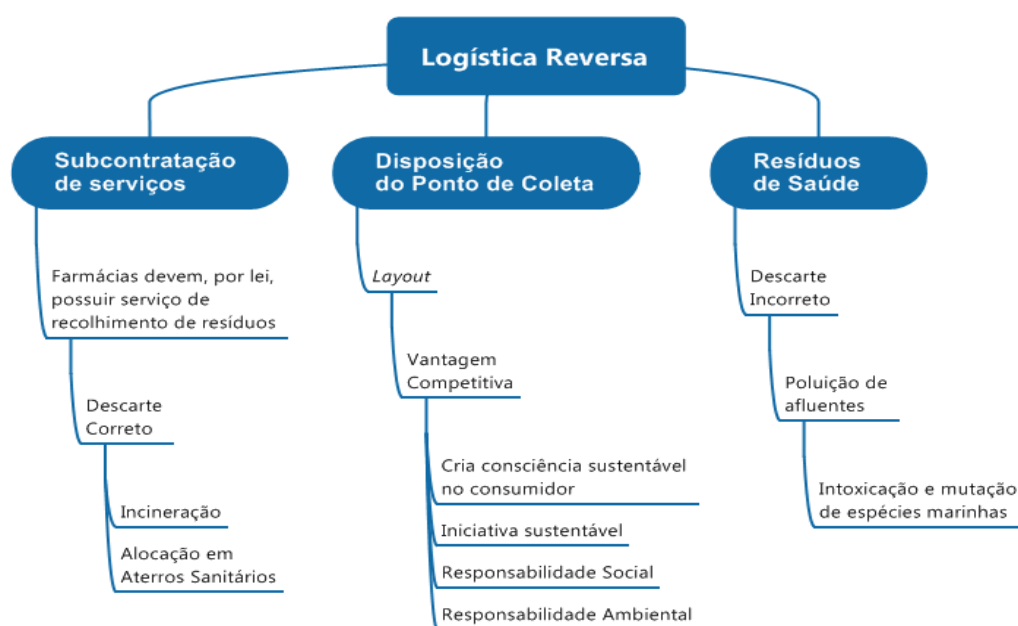 Logística Reversa
Subcontratação
de serviços
Farmácias devem, por lei,
possuir serviço de
recolhimento de resíduos
Descarte
Correto
Incineração
Alocação em
Aterros Sanitários
Disposição
do Ponto de Coleta
Layout
Vantagem
Competitiva
Cria consciência sustentável
no consumidor
Iniciativa sustentável
Responsabilidade Social
Responsabilidade Ambiental
Resíduos
de Saúde
Descarte
Incorreto
Poluição de
afluentes
Intoxicação e mutação
de espécies marinhas